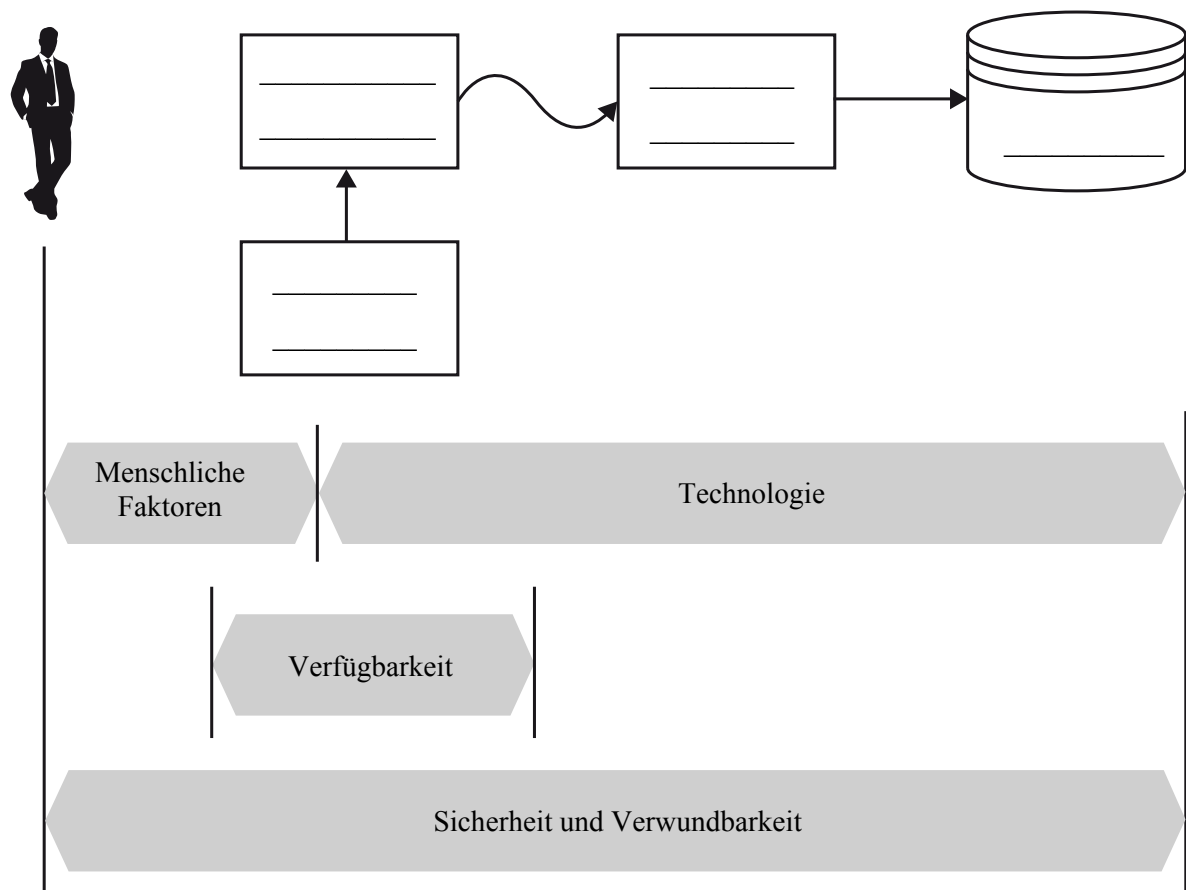 Menschliche
Faktoren
Technologie
Verfügbarkeit
Sicherheit und Verwundbarkeit